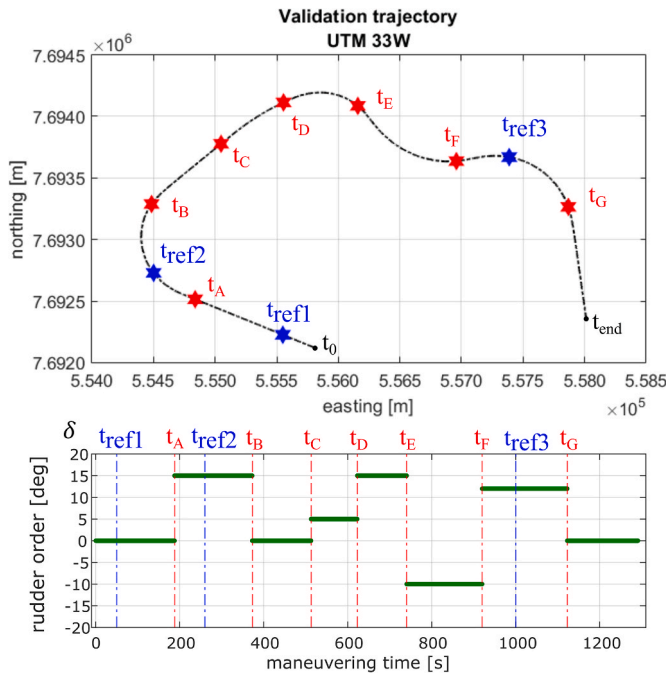 Validation trajectory
UTM 33W
×10⁶
7.6945
7.6940
7.6935
7.6930
7.6925
7.6920
northing [m]
t_E
t_D
t_C
t_F
t_ref3
t_B
t_G
t_ref2
t_A
t_ref1
t_0
t_end
5.540 5.545 5.550 5.555 5.560 5.565 5.570 5.575 5.580 5.585
easting [m]
×10⁵
δ
t_ref1 t_A t_ref2 t_B t_C t_D t_E t_F t_ref3 t_G
20
15
10
5
0
-5
-10
-15
-20
rudder order [deg]
0 200 400 600 800 1000 1200
maneuvering time [s]